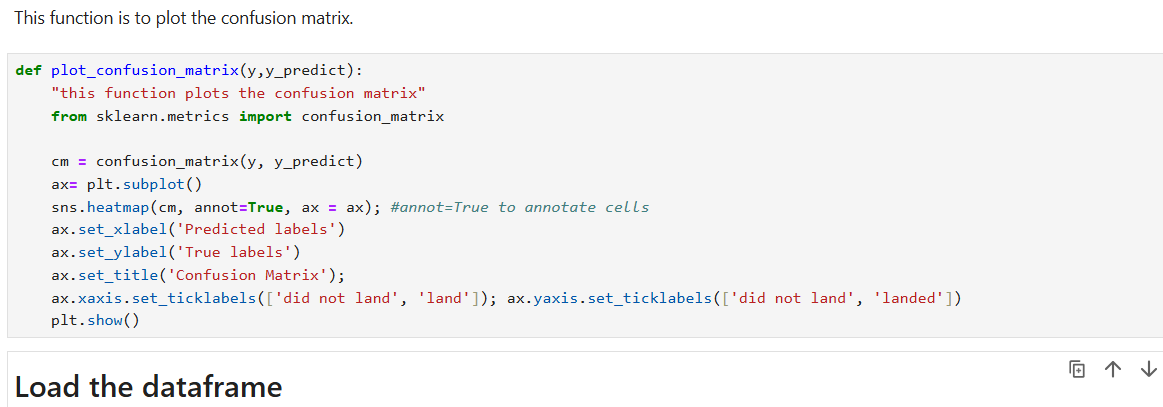 This function is to plot the confusion matrix.
def plot_confusion_matrix(y,y_predict):
    "this function plots the confusion matrix"
    from sklearn.metrics import confusion_matrix
    cm = confusion_matrix(y, y_predict)
    ax= plt.subplot()
    sns.heatmap(cm, annot=True, ax = ax); #annot=True to annotate cells
    ax.set_xlabel('Predicted labels')
    ax.set_ylabel('True labels')
    ax.set_title('Confusion Matrix');
    ax.xaxis.set_ticklabels(['did not land', 'land']); ax.yaxis.set_ticklabels(['did not land', 'landed'])
    plt.show()
Load the dataframe